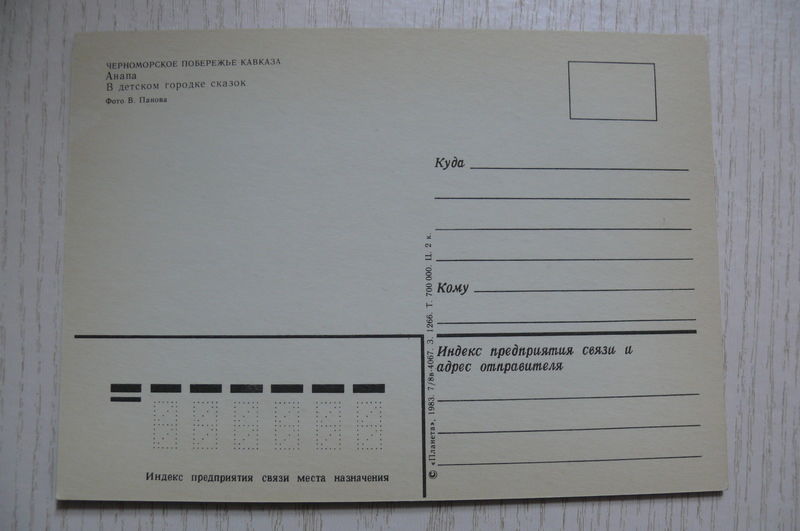 ЧЕРНОМОРСКОЕ ПОБЕРЕЖЬЕ КАВКАЗА
Анапа
В детском городке сказок
Фото В. Панова
Куда
Кому
Индекс предприятия связи и
адрес отправителя
© «Планета», 1983. 7/8в-4067. З. 1266. Т. 700 000. Ц. 2 к.
Индекс предприятия связи места назначения